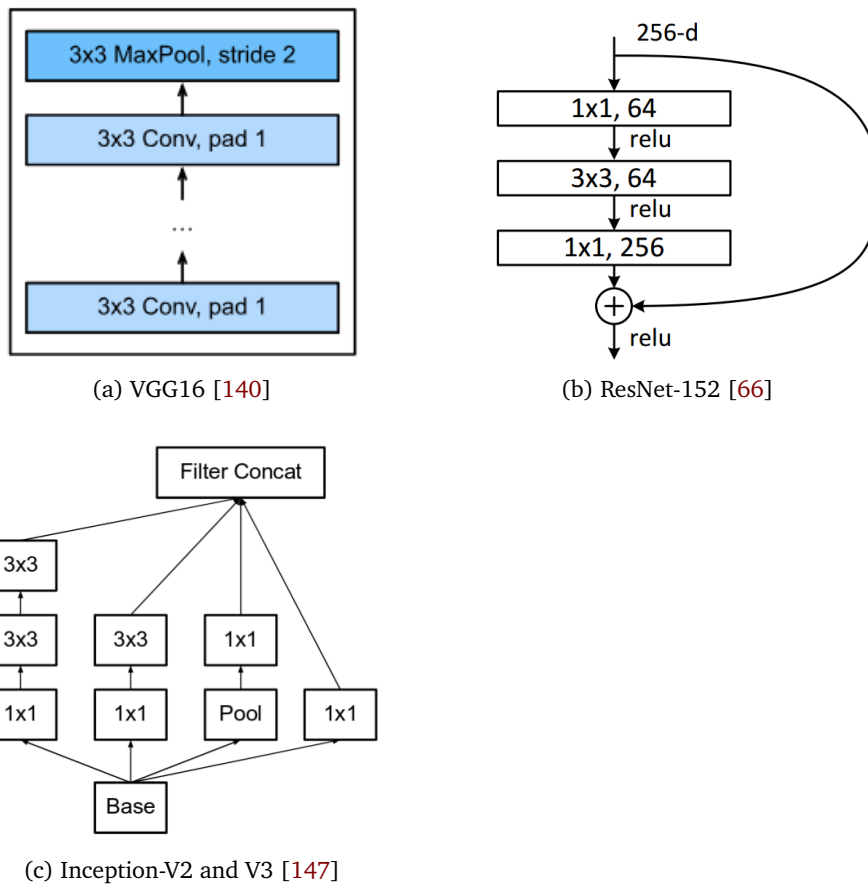 3x3 MaxPool, stride 2
3x3 Conv, pad 1
...
3x3 Conv, pad 1
(a) VGG16 [140]
256-d
1x1, 64
relu
3x3, 64
relu
1x1, 256
+
relu
(b) ResNet-152 [66]
Filter Concat
3x3
3x3 3x3 1x1
1x1 1x1 Pool 1x1
Base
(c) Inception-V2 and V3 [147]